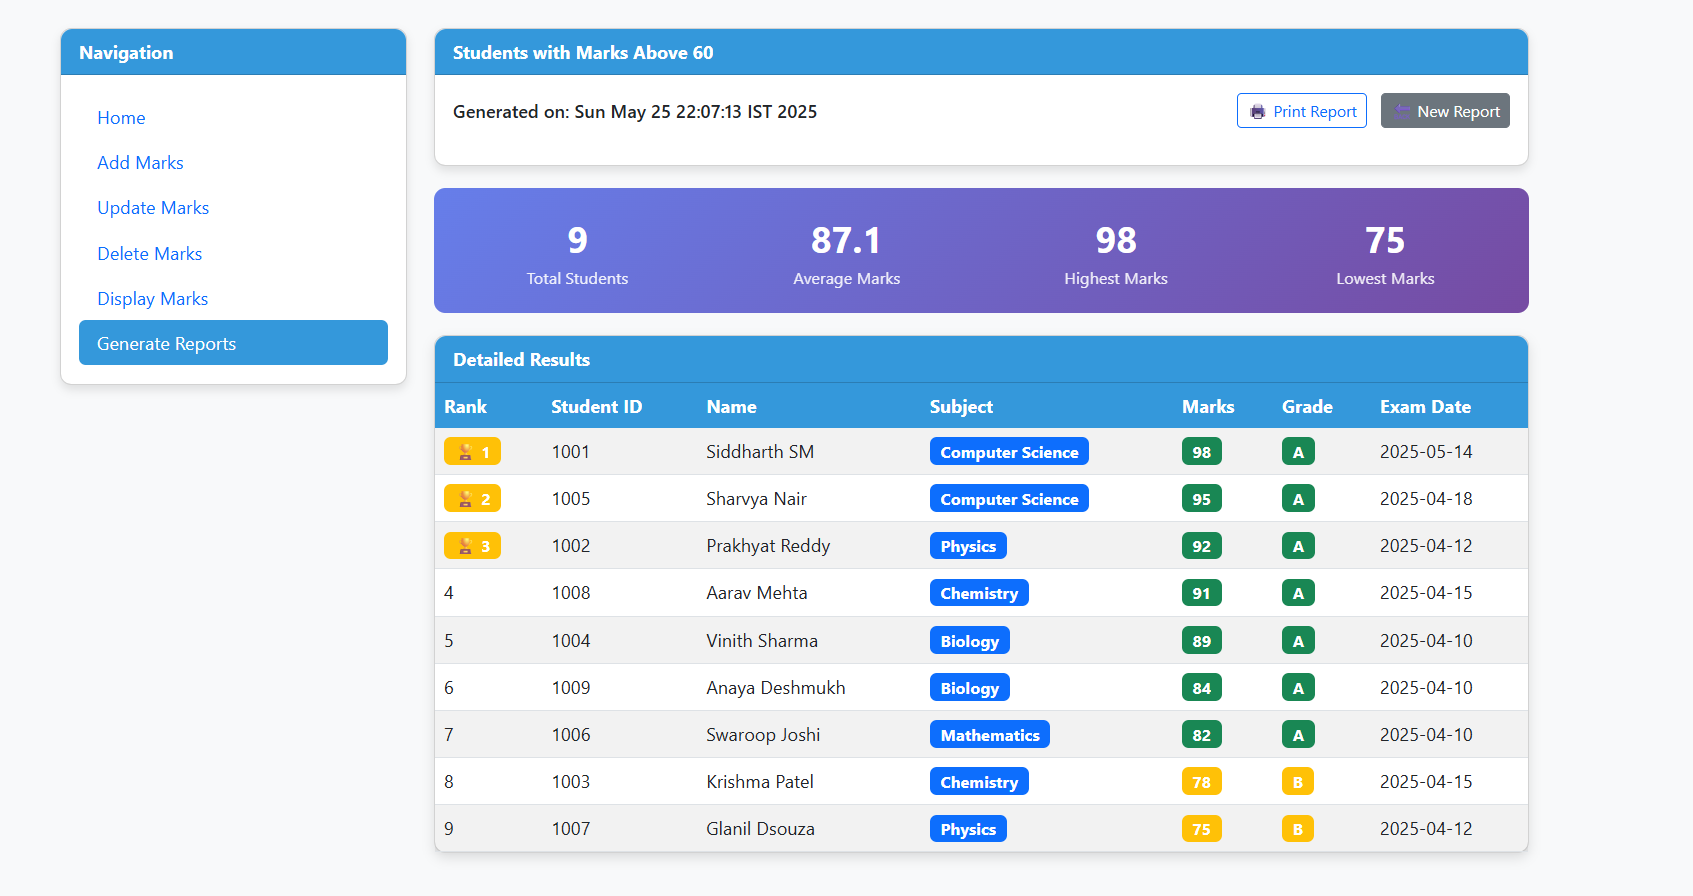 Navigation
Home
Add Marks
Update Marks
Delete Marks
Display Marks
Generate Reports
Students with Marks Above 60
Generated on: Sun May 25 22:07:13 IST 2025
Print Report
New Report
9
Total Students
87.1
Average Marks
98
Highest Marks
75
Lowest Marks
Detailed Results
Rank Student ID Name Subject Marks Grade Exam Date
1 1001 Siddharth SM Computer Science 98 A 2025-05-14
2 1005 Sharvya Nair Computer Science 95 A 2025-04-18
3 1002 Prakhyat Reddy Physics 92 A 2025-04-12
4 1008 Aarav Mehta Chemistry 91 A 2025-04-15
5 1004 Vinith Sharma Biology 89 A 2025-04-10
6 1009 Anaya Deshmukh Biology 84 A 2025-04-10
7 1006 Swaroop Joshi Mathematics 82 A 2025-04-10
8 1003 Krishma Patel Chemistry 78 B 2025-04-15
9 1007 Glanil Dsouza Physics 75 B 2025-04-12